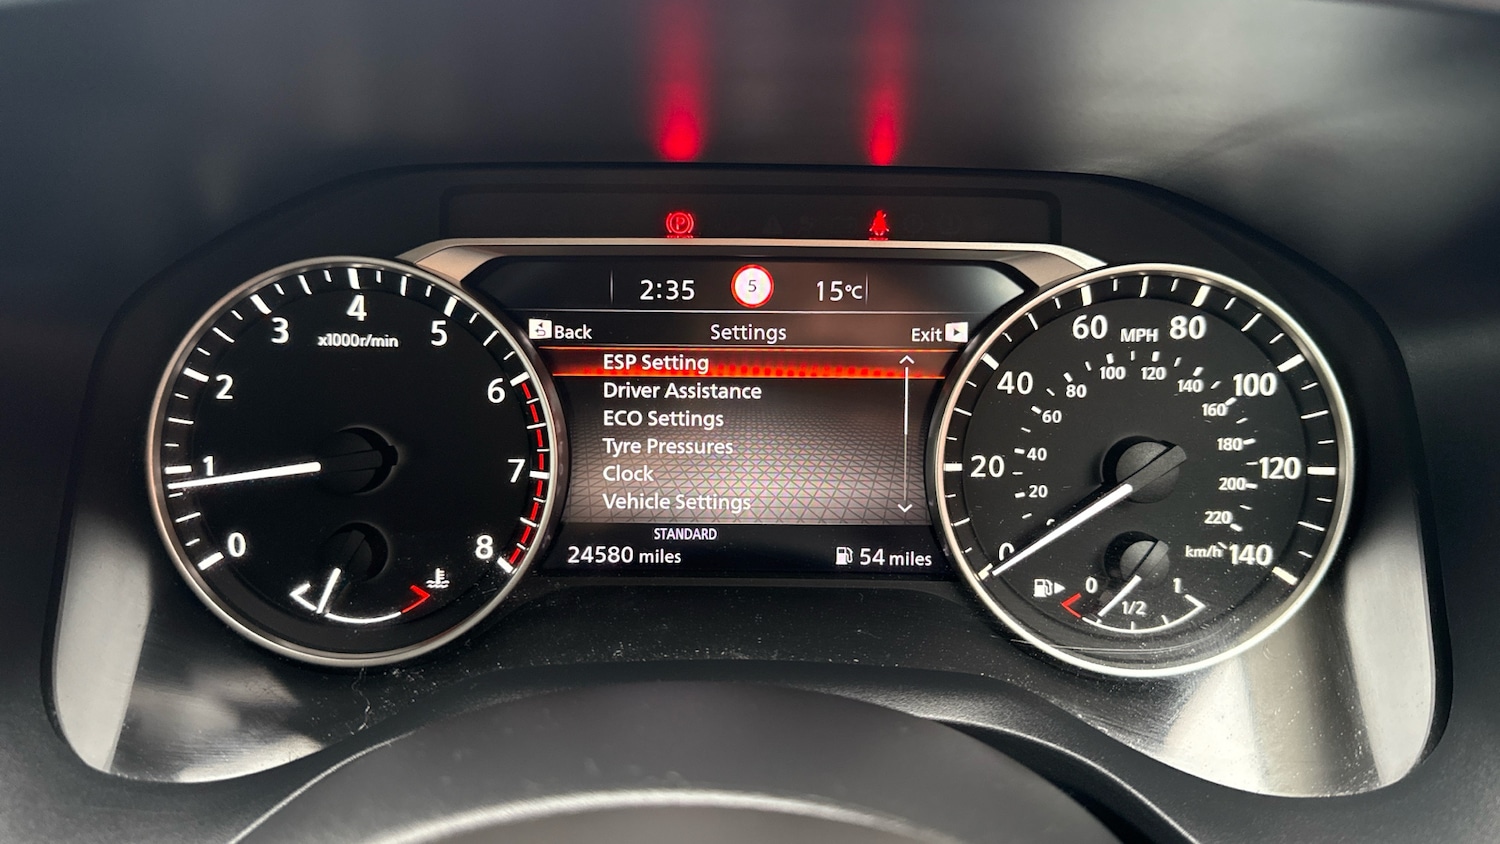 P
2:35 5 15°C
Back Settings Exit
ESP Setting
Driver Assistance
ECO Settings
Tyre Pressures
Clock
Vehicle Settings
STANDARD
24580 miles 54 miles
0 1 2 3 4 5 6 7 8
x1000r/min
0 20 40 60 80 100 120 140
MPH
0 20 40 60 80 100 120 140 160 180 200 220
km/h
0 1/2 1